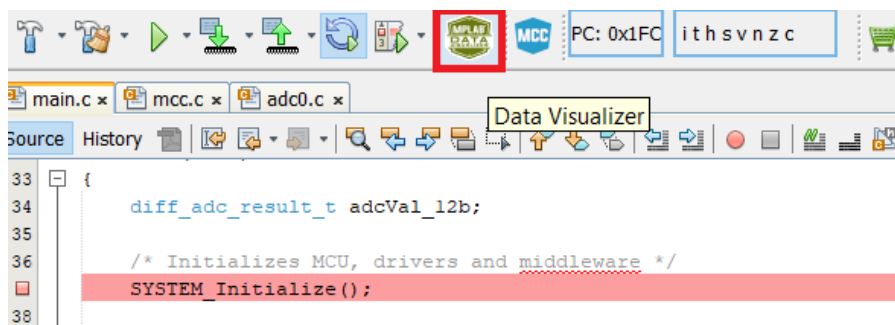 MPLAB DATA MCC PC: 0x1FC i t h s v n z c
main.c x mcc.c x adc0.c x
Data Visualizer
Source History
33 {
34 diff_adc_result_t adcVal_12b;
35
36 /* Initializes MCU, drivers and middleware */
SYSTEM_Initialize();
38